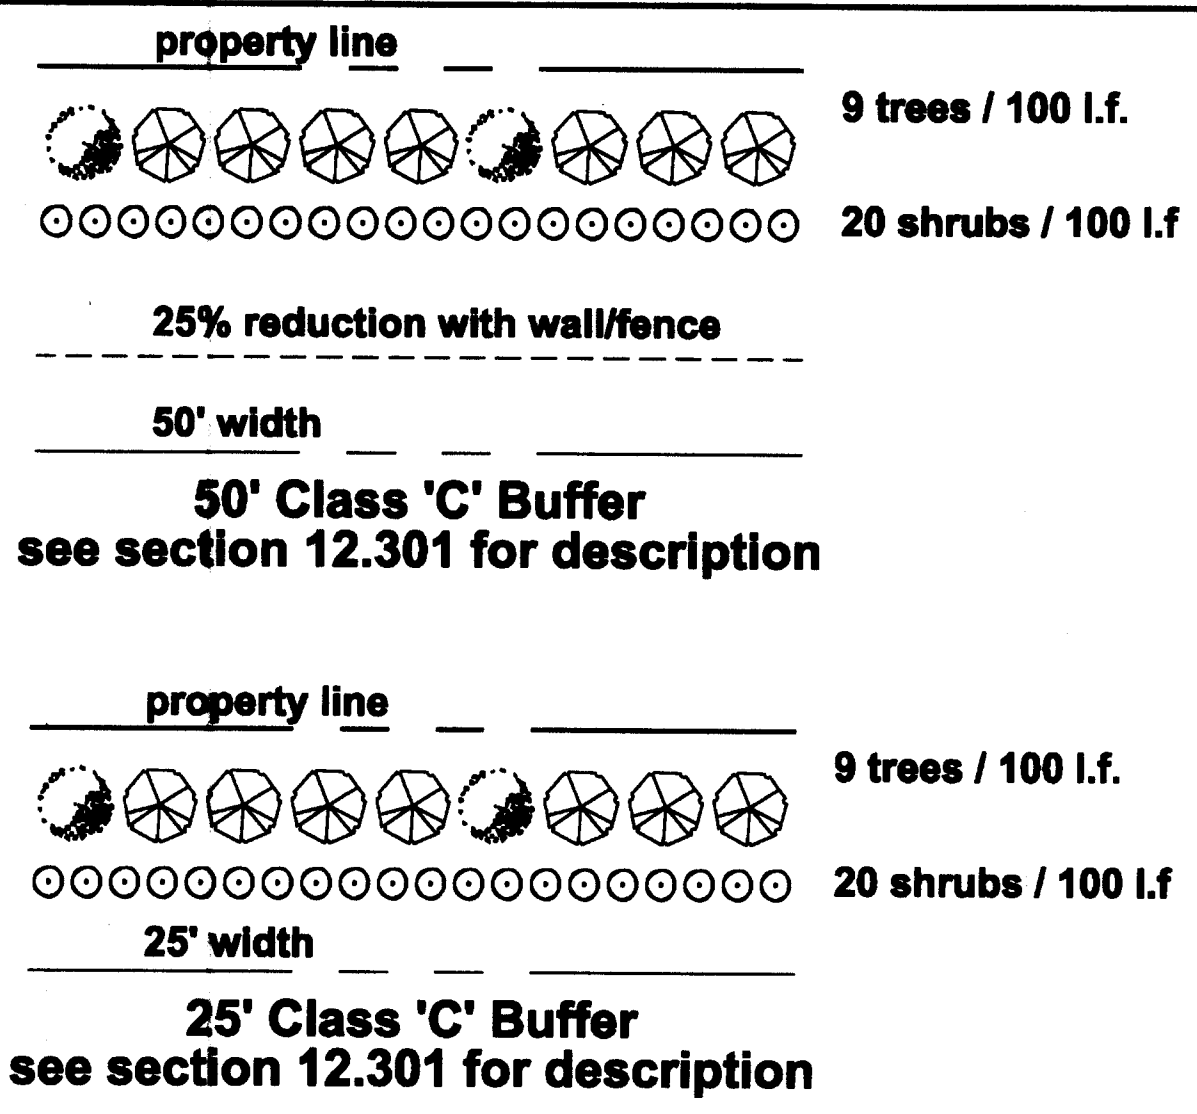 property line
9 trees / 100 l.f.
20 shrubs / 100 l.f
25% reduction with wall/fence
50' width
50' Class 'C' Buffer
see section 12.301 for description
property line
9 trees / 100 l.f.
20 shrubs / 100 l.f
25' width
25' Class 'C' Buffer
see section 12.301 for description